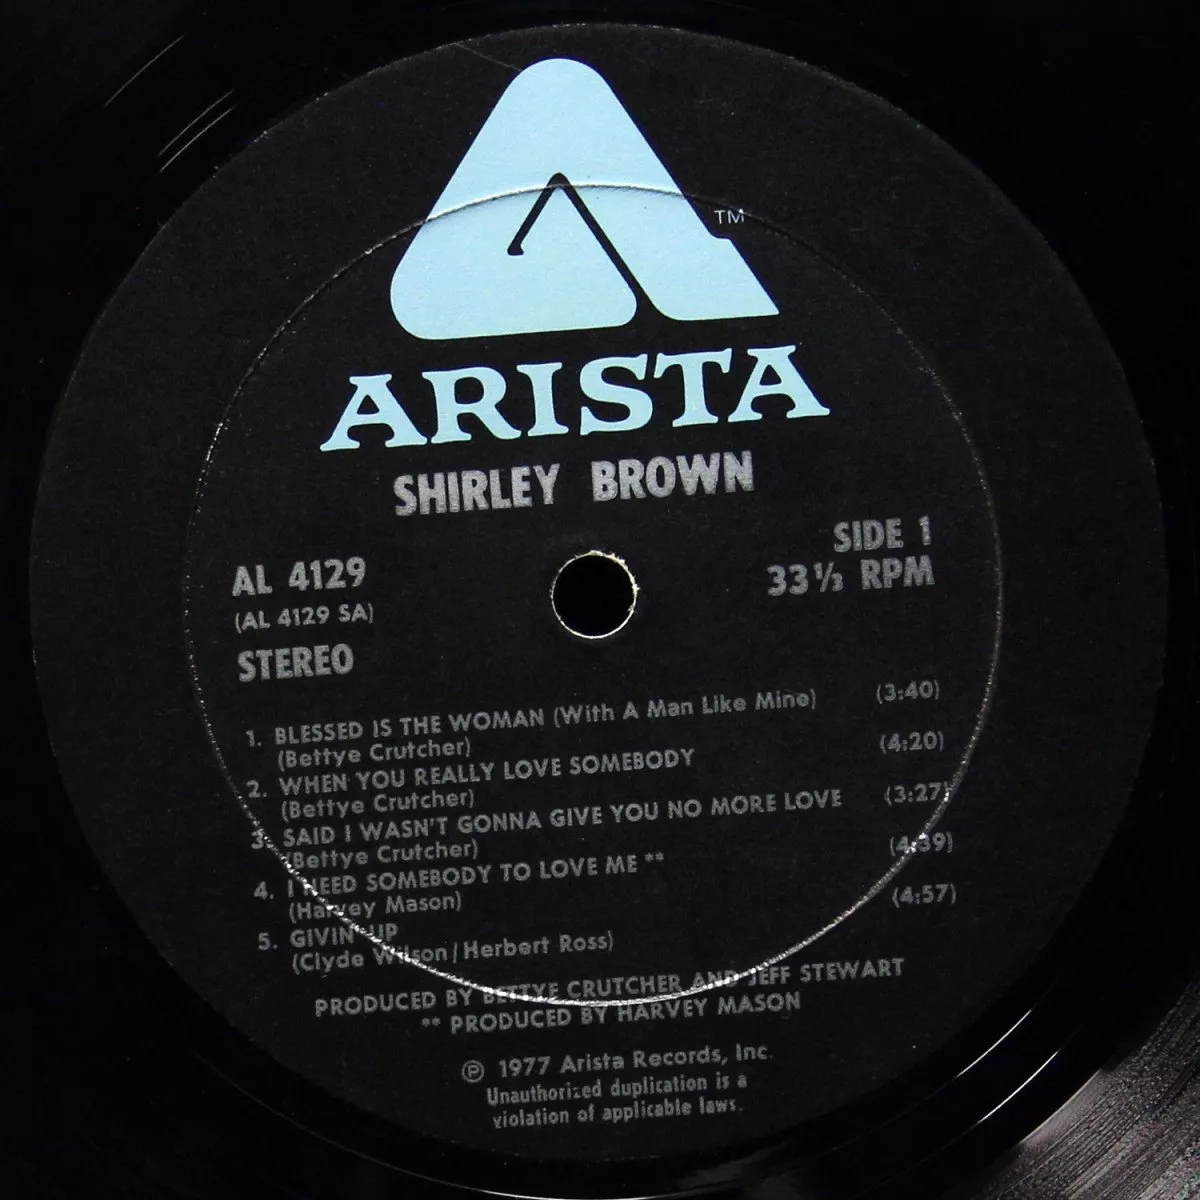 TM
ARISTA
SHIRLEY BROWN
SIDE 1
AL 4129
33⅓ RPM
(AL 4129 SA)
STEREO
1. BLESSED IS THE WOMAN (With A Man Like Mine) (3:40)
(Bettye Crutcher)
2. WHEN YOU REALLY LOVE SOMEBODY (4:20)
(Bettye Crutcher)
3. SAID I WASN'T GONNA GIVE YOU NO MORE LOVE (3:27)
(Bettye Crutcher)
4. I NEED SOMEBODY TO LOVE ME ** (4:39)
(Harvey Mason)
5. GIVIN' UP (4:57)
(Clyde Wilson/Herbert Ross)
PRODUCED BY BETTYE CRUTCHER AND JEFF STEWART
** PRODUCED BY HARVEY MASON
℗ 1977 Arista Records, Inc.
Unauthorized duplication is a
violation of applicable laws.